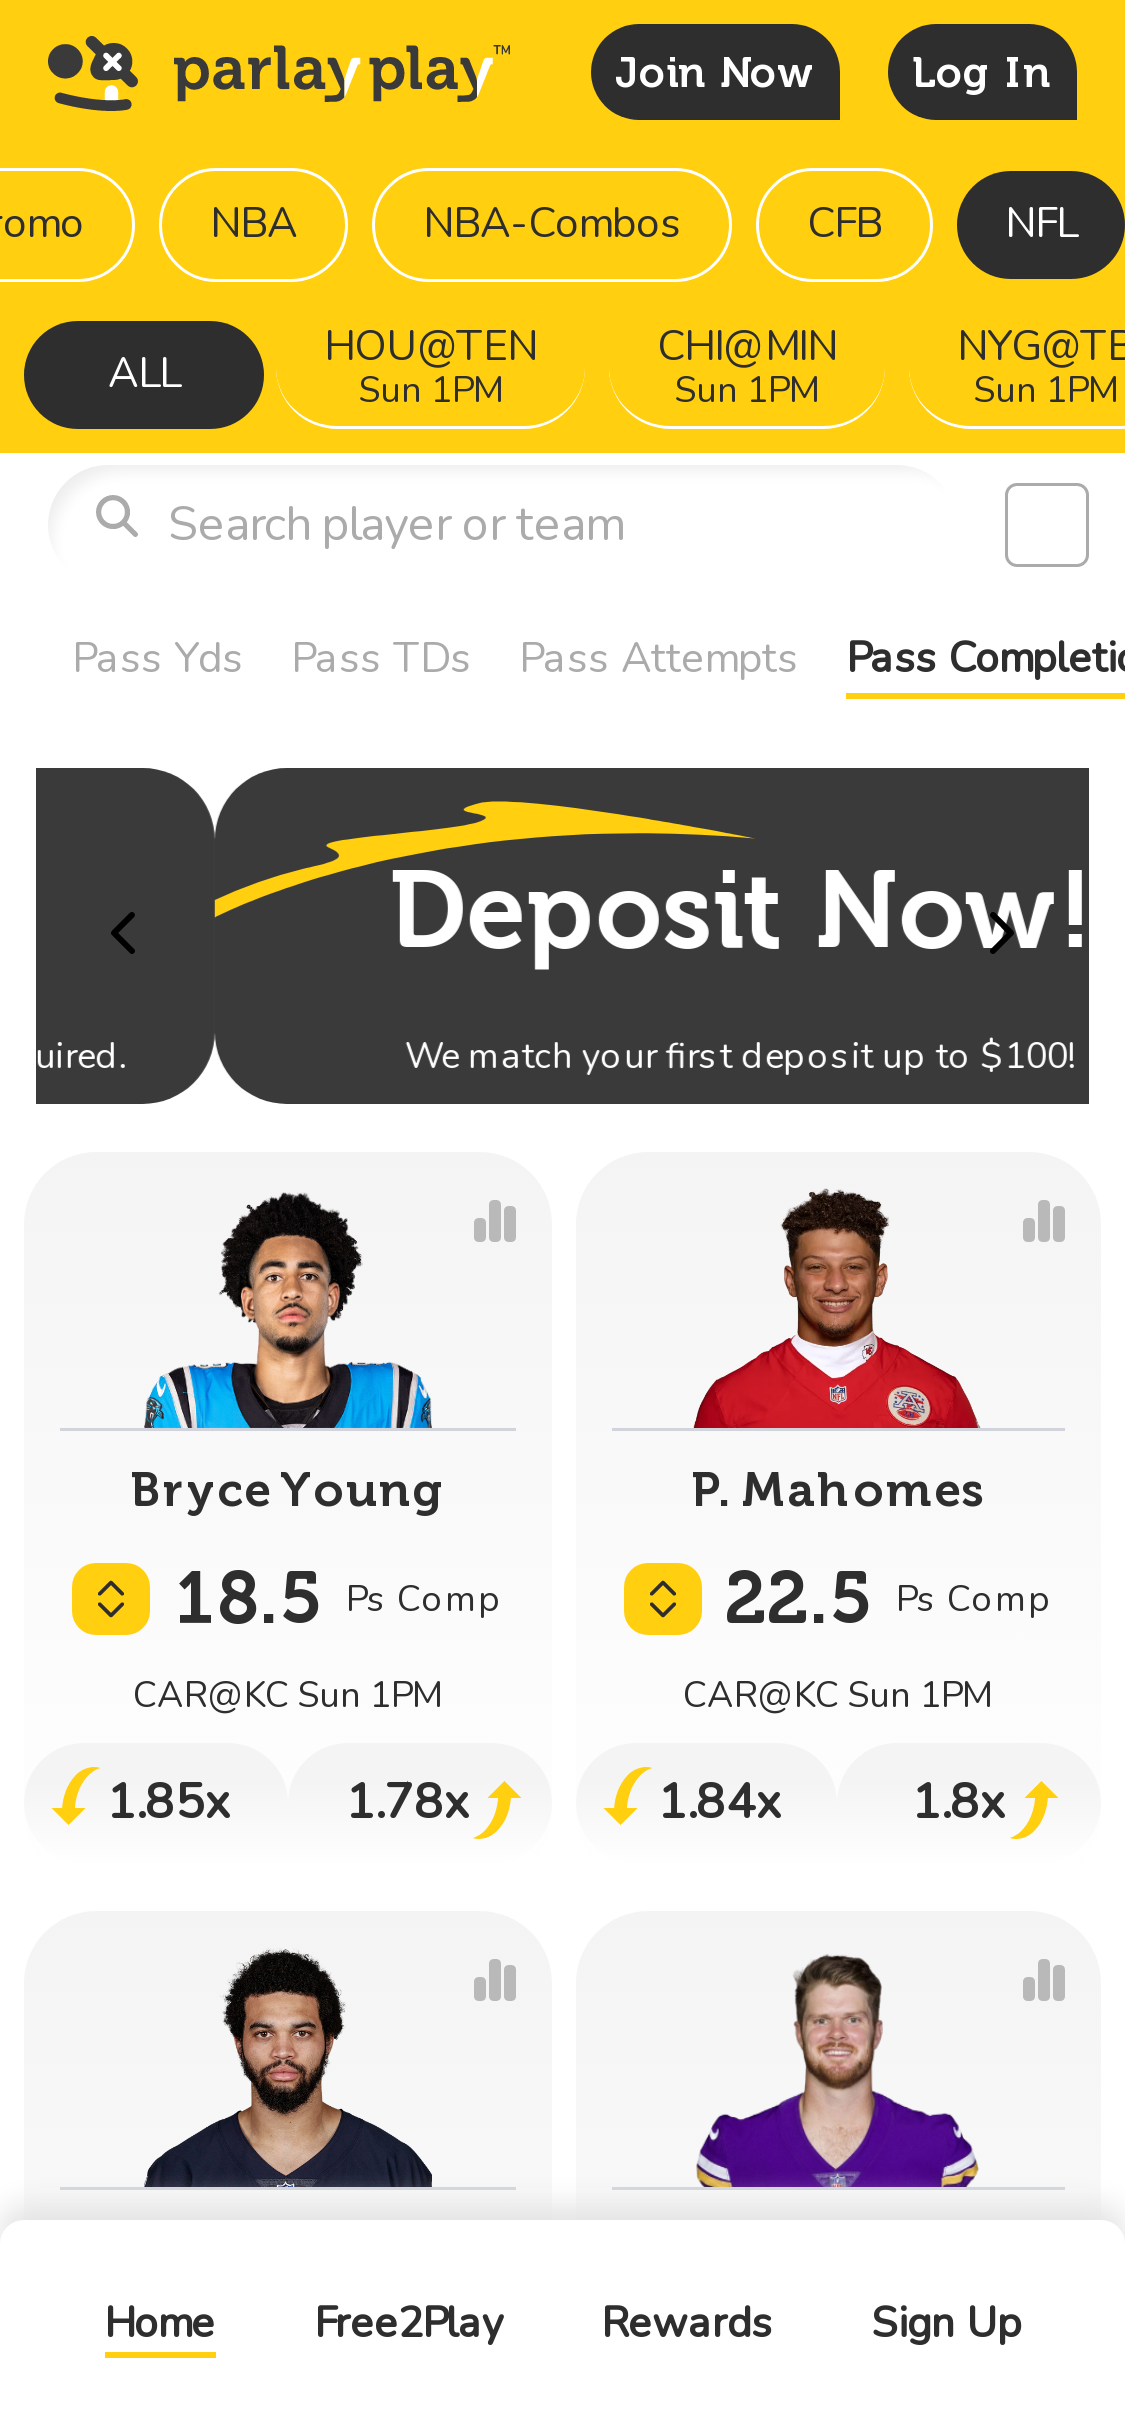 parlay play™
Join Now
Log In
romo
NBA
NBA-Combos
CFB
NFL
ALL
HOU@TEN
Sun 1PM
CHI@MIN
Sun 1PM
NYG@TE
Sun 1PM
Search player or team
Pass Yds
Pass TDs
Pass Attempts
Pass Completio
uired.
Deposit Now!
We match your first deposit up to $100!
Bryce Young
18.5 Ps Comp
CAR@KC Sun 1PM
1.85x
1.78x
P. Mahomes
22.5 Ps Comp
CAR@KC Sun 1PM
1.84x
1.8x
Home
Free2Play
Rewards
Sign Up